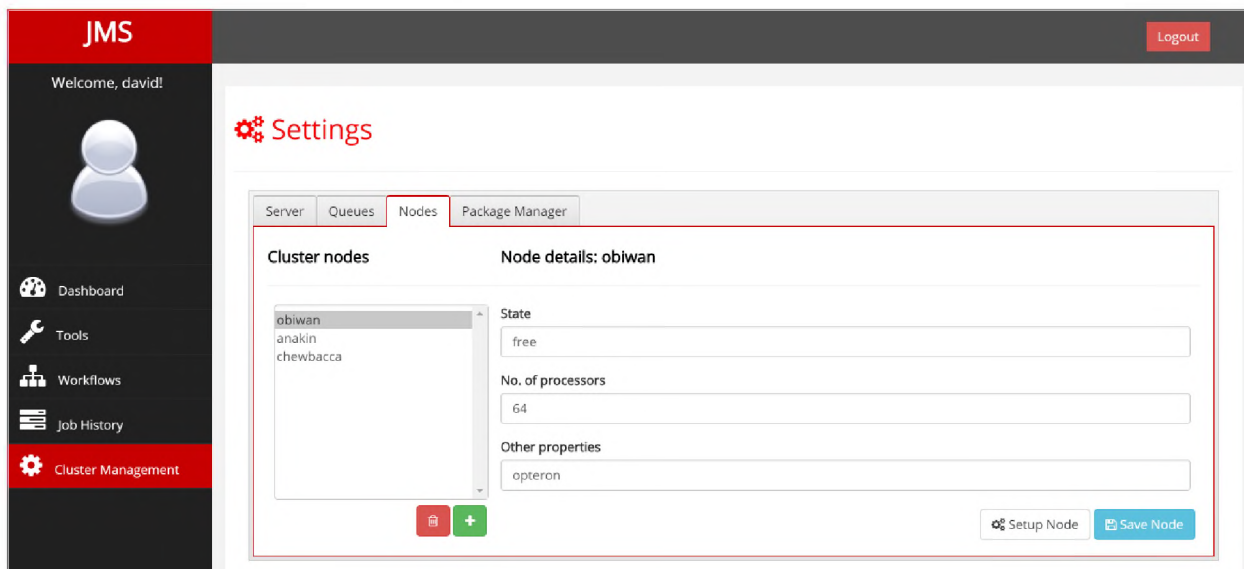 JMS
Logout
Welcome, david!
Settings
Server Queues Nodes Package Manager
Cluster nodes
Node details: obiwan
obiwan
anakin
chewbacca
State
free
No. of processors
64
Other properties
opteron
Setup Node Save Node
Dashboard
Tools
Workflows
Job History
Cluster Management